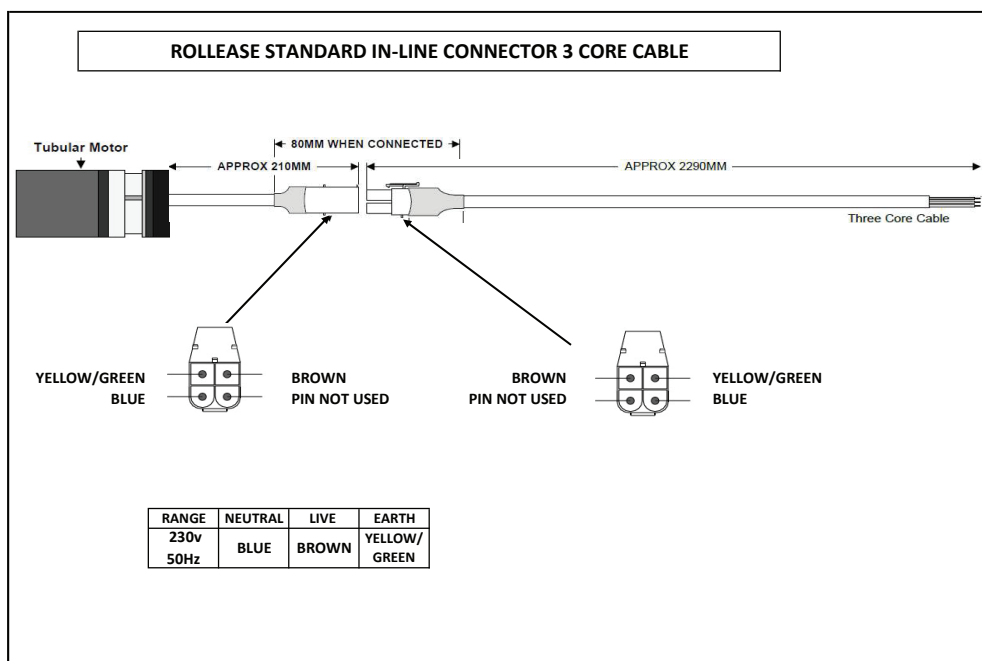 ROLLEASE STANDARD IN-LINE CONNECTOR 3 CORE CABLE
80MM WHEN CONNECTED
Tubular Motor
APPROX 210MM
APPROX 2290MM
Three Core Cable
YELLOW/GREEN
BROWN
BLUE
PIN NOT USED
BROWN
YELLOW/GREEN
PIN NOT USED
BLUE
RANGE NEUTRAL LIVE EARTH
230v
50Hz
BLUE
BROWN
YELLOW/
GREEN